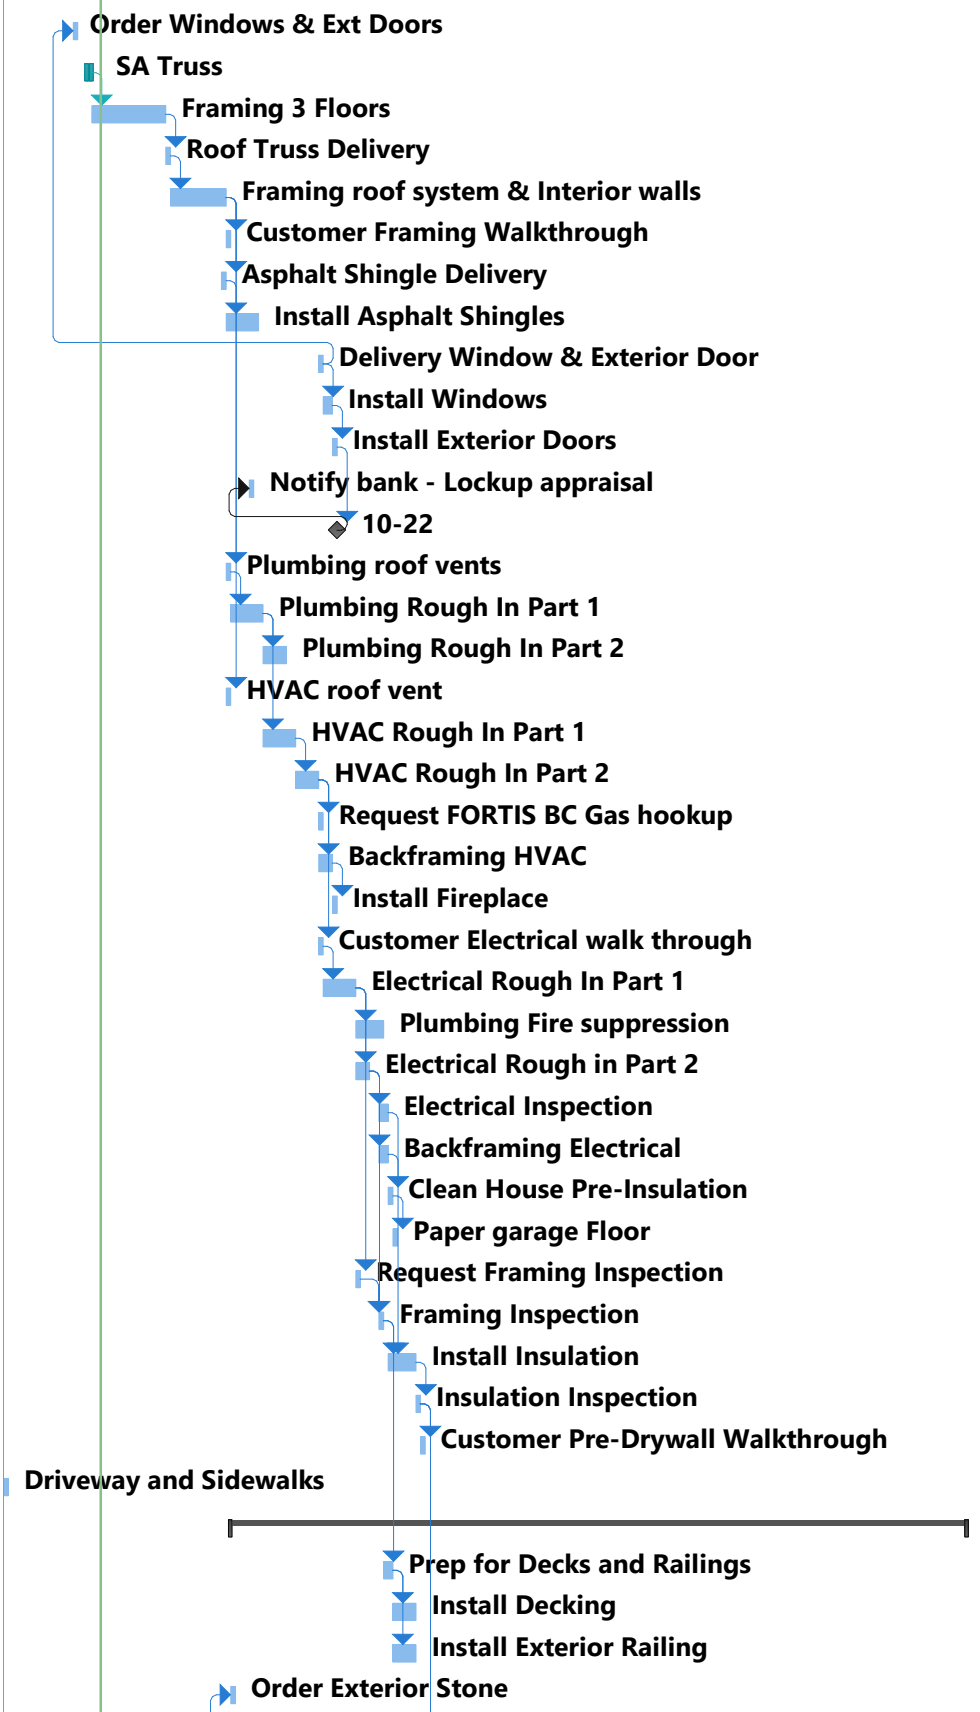 Order Windows & Ext Doors
SA Truss
Framing 3 Floors
Roof Truss Delivery
Framing roof system & Interior walls
Customer Framing Walkthrough
Asphalt Shingle Delivery
Install Asphalt Shingles
Delivery Window & Exterior Door
Install Windows
Install Exterior Doors
Notify bank - Lockup appraisal
10-22
Plumbing roof vents
Plumbing Rough In Part 1
Plumbing Rough In Part 2
HVAC roof vent
HVAC Rough In Part 1
HVAC Rough In Part 2
Request FORTIS BC Gas hookup
Backframing HVAC
Install Fireplace
Customer Electrical walk through
Electrical Rough In Part 1
Plumbing Fire suppression
Electrical Rough in Part 2
Electrical Inspection
Backframing Electrical
Clean House Pre-Insulation
Paper garage Floor
Request Framing Inspection
Framing Inspection
Install Insulation
Insulation Inspection
Customer Pre-Drywall Walkthrough
Driveway and Sidewalks
Prep for Decks and Railings
Install Decking
Install Exterior Railing
Order Exterior Stone